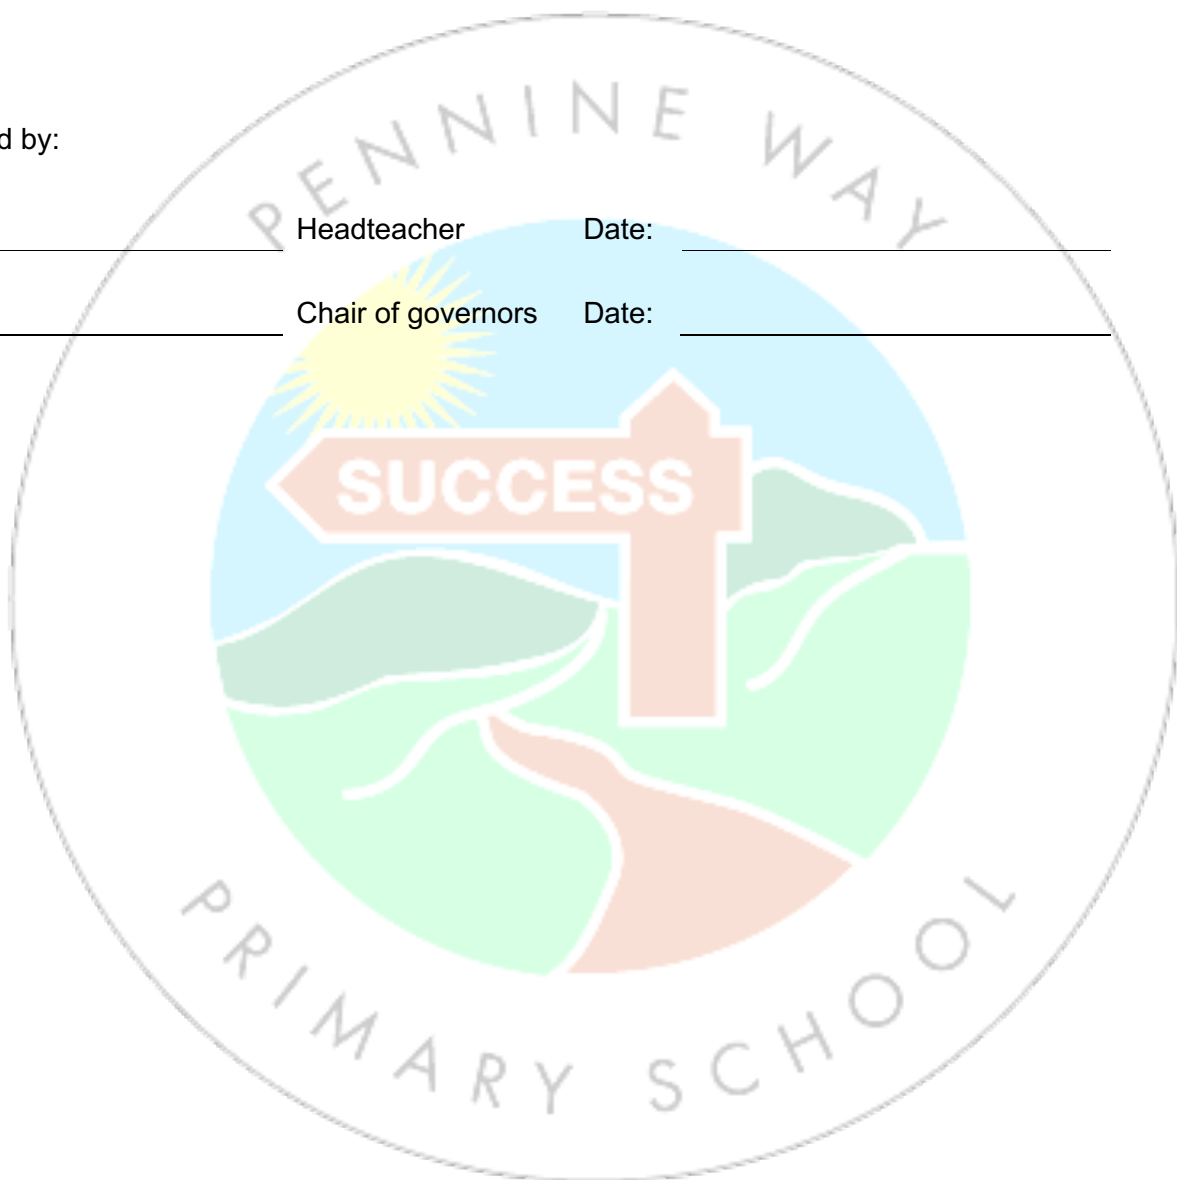 PENNINE WAY
d by:
Headteacher Date:
Chair of governors Date:
SUCCESS
PRIMARY SCHOOL